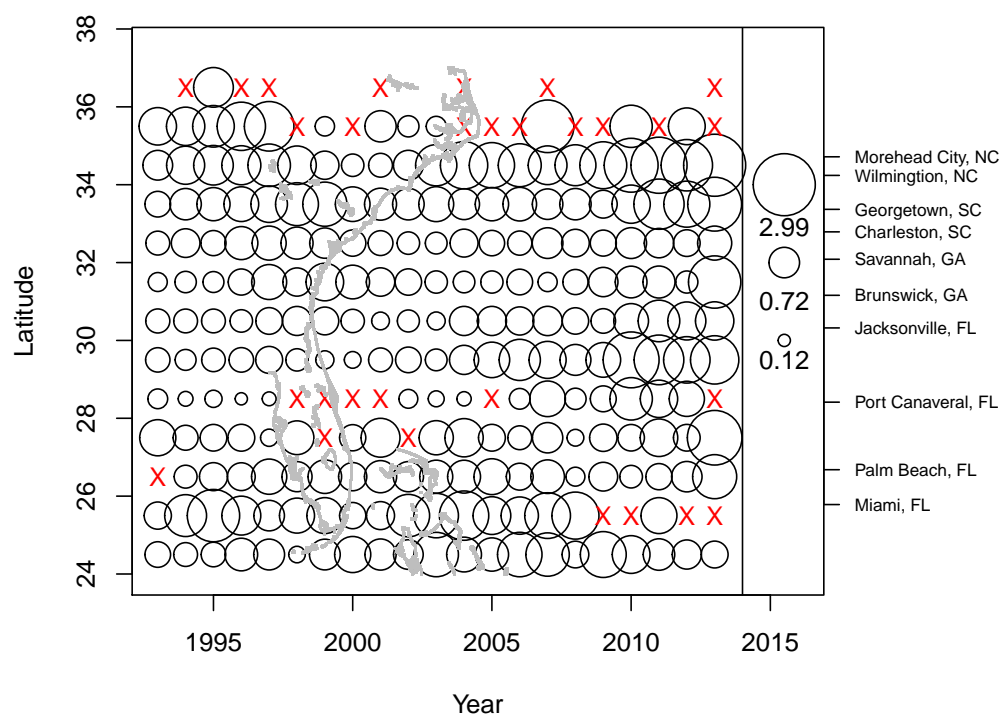 38
36
34
32
30
28
26
24
Latitude
1995
2000
2005
2010
2015
Year
2.99
0.72
0.12
Morehead City, NC
Wilmington, NC
Georgetown, SC
Charleston, SC
Savannah, GA
Brunswick, GA
Jacksonville, FL
Port Canaveral, FL
Palm Beach, FL
Miami, FL